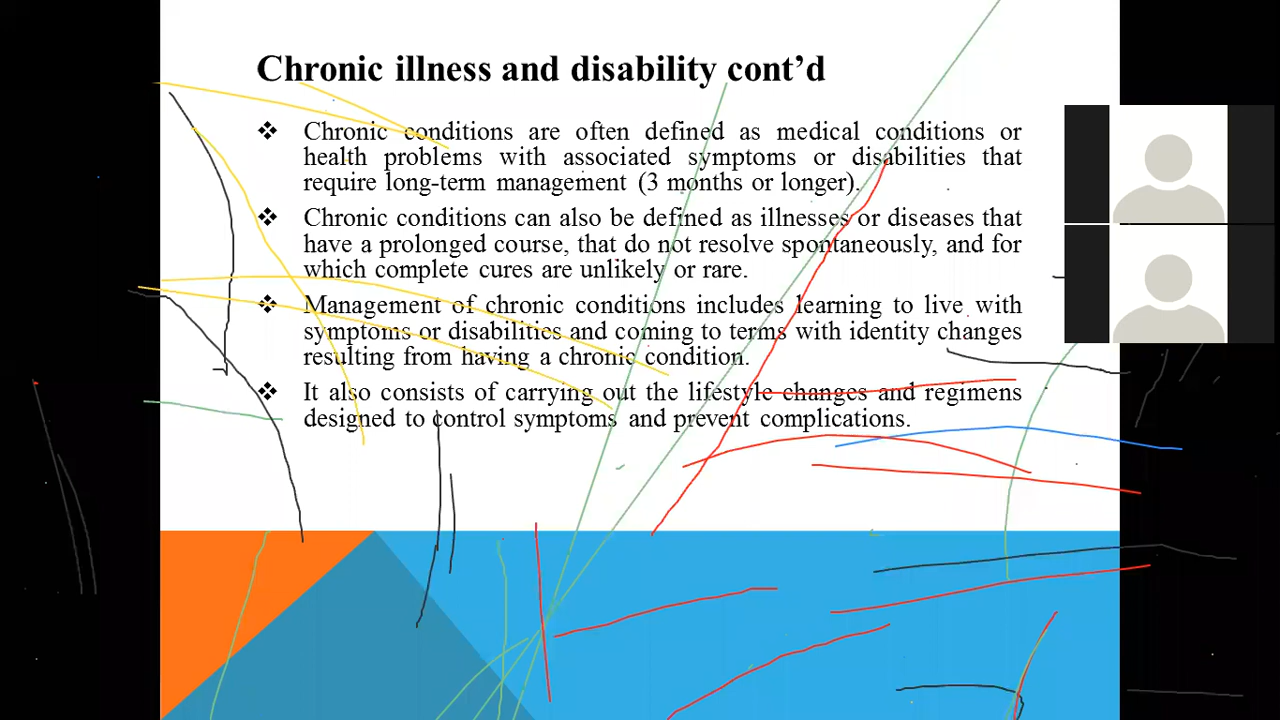 Chronic illness and disability cont’d
❖ Chronic conditions are often defined as medical conditions or
health problems with associated symptoms or disabilities that
require long-term management (3 months or longer).
❖ Chronic conditions can also be defined as illnesses or diseases that
have a prolonged course, that do not resolve spontaneously, and for
which complete cures are unlikely or rare.
❖ Management of chronic conditions includes learning to live with
symptoms or disabilities and coming to terms with identity changes
resulting from having a chronic condition.
❖ It also consists of carrying out the lifestyle changes and regimens
designed to control symptoms and prevent complications.